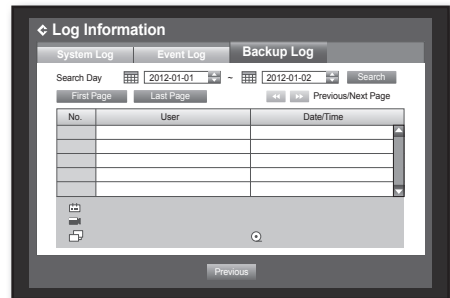 Log Information
System Log Event Log Backup Log
Search Day 2012-01-01 ~ 2012-01-02 Search
First Page Last Page Previous/Next Page
No. User Date/Time
Previous